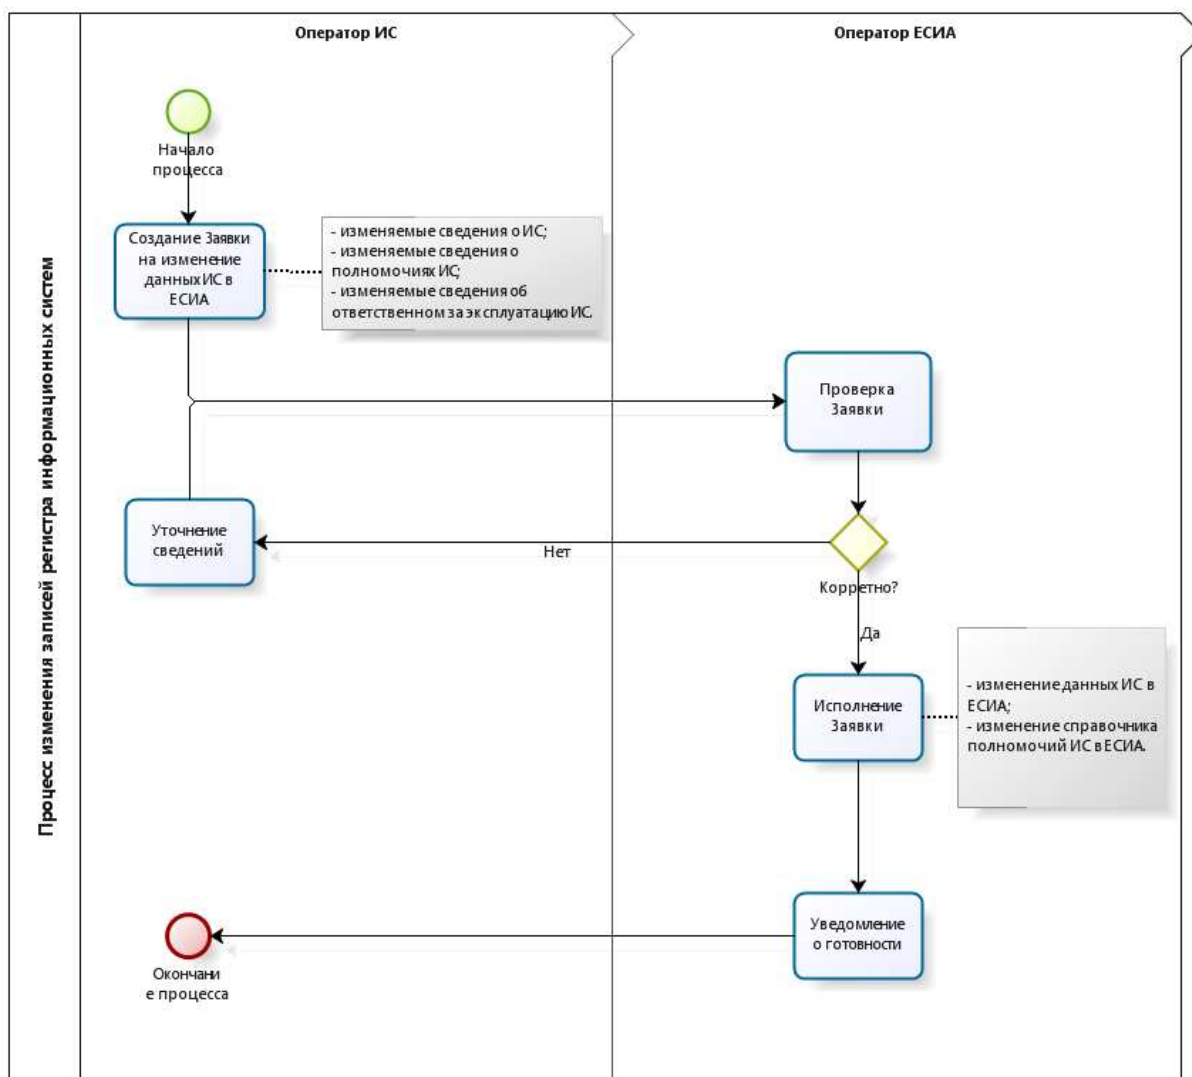 Процесс изменения записей регистра информационных систем
Оператор ИС
Оператор ЕСИА
Начало
процесса
Создание Заявки
на изменение
данных ИС в
ЕСИА
- изменяемые сведения о ИС;
- изменяемые сведения о
полномочиях ИС;
- изменяемые сведения об
ответственном за эксплуатацию ИС.
Проверка
Заявки
Уточнение
сведений
Нет
Корретно?
Да
Исполнение
Заявки
- изменение данных ИС в
ЕСИА;
- изменение справочника
полномочий ИС в ЕСИА.
Уведомление
о готовности
Окончани
е процесса